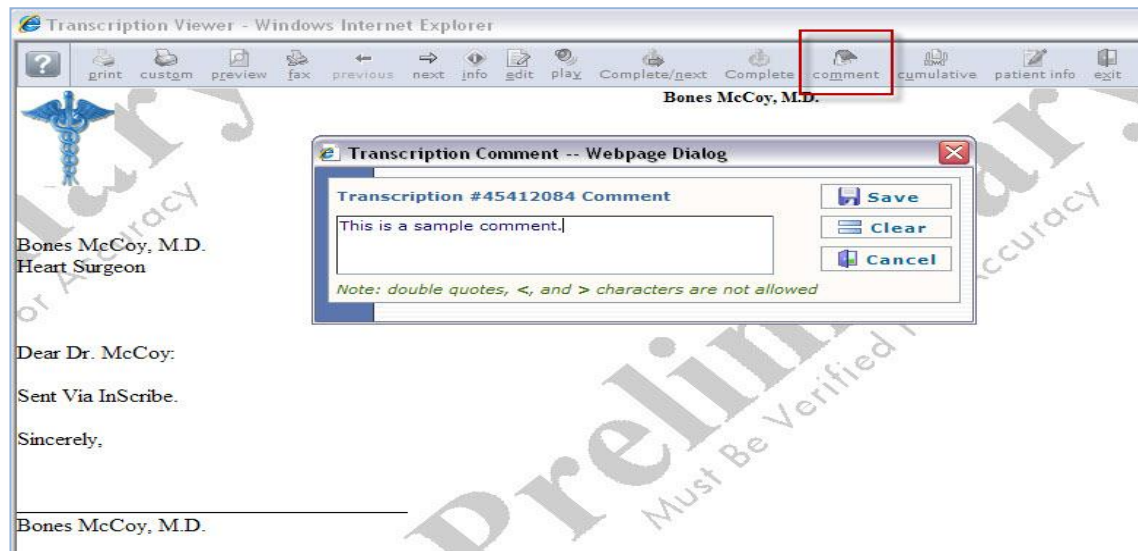 Transcription Viewer - Windows Internet Explorer
? print custom preview fax previous next info edit play Complete/next Complete comment cumulative patient info exit
Bones McCoy, M.D.
Transcription Comment -- Webpage Dialog
Transcription #45412084 Comment
Save
This is a sample comment.
Clear
Cancel
Note: double quotes, <, and > characters are not allowed
Bones McCoy, M.D.
Heart Surgeon
Dear Dr. McCoy:
Sent Via InScribe.
Sincerely,
Bones McCoy, M.D.
Prelim
Must Be Verified
or Accuracy